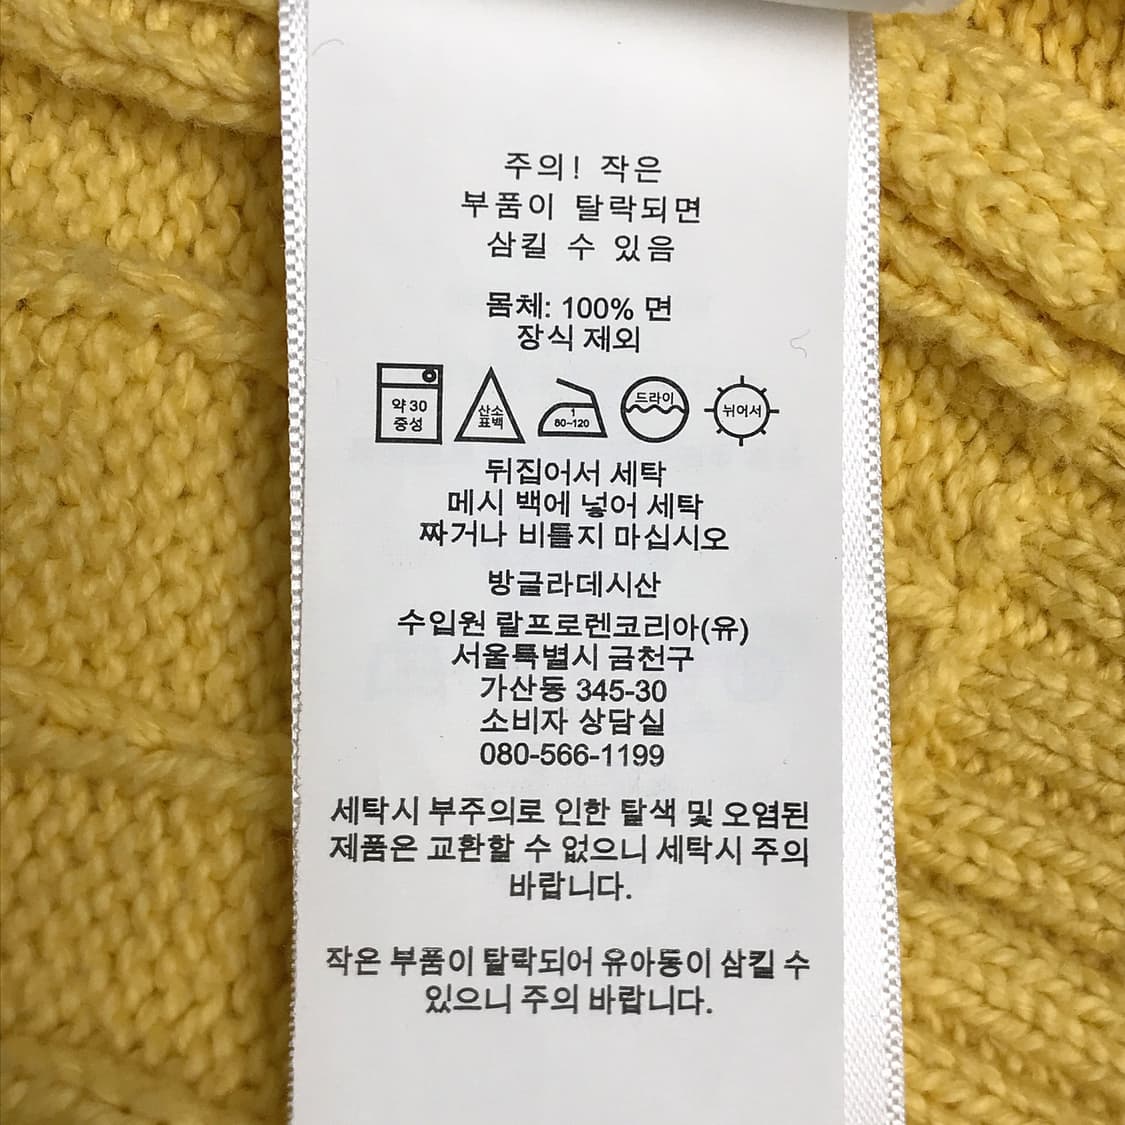 주의! 작은
부품이 탈락되면
삼킬 수 있음
몸체: 100% 면
장식 제외
약 30
중성
산소
표백
1
80~120
드라이
뉘어서
뒤집어서 세탁
메시 백에 넣어 세탁
짜거나 비틀지 마십시오
방글라데시산
수입원 랄프로렌코리아(유)
서울특별시 금천구
가산동 345-30
소비자 상담실
080-566-1199
세탁시 부주의로 인한 탈색 및 오염된
제품은 교환할 수 없으니 세탁시 주의
바랍니다.
작은 부품이 탈락되어 유아동이 삼킬 수
있으니 주의 바랍니다.